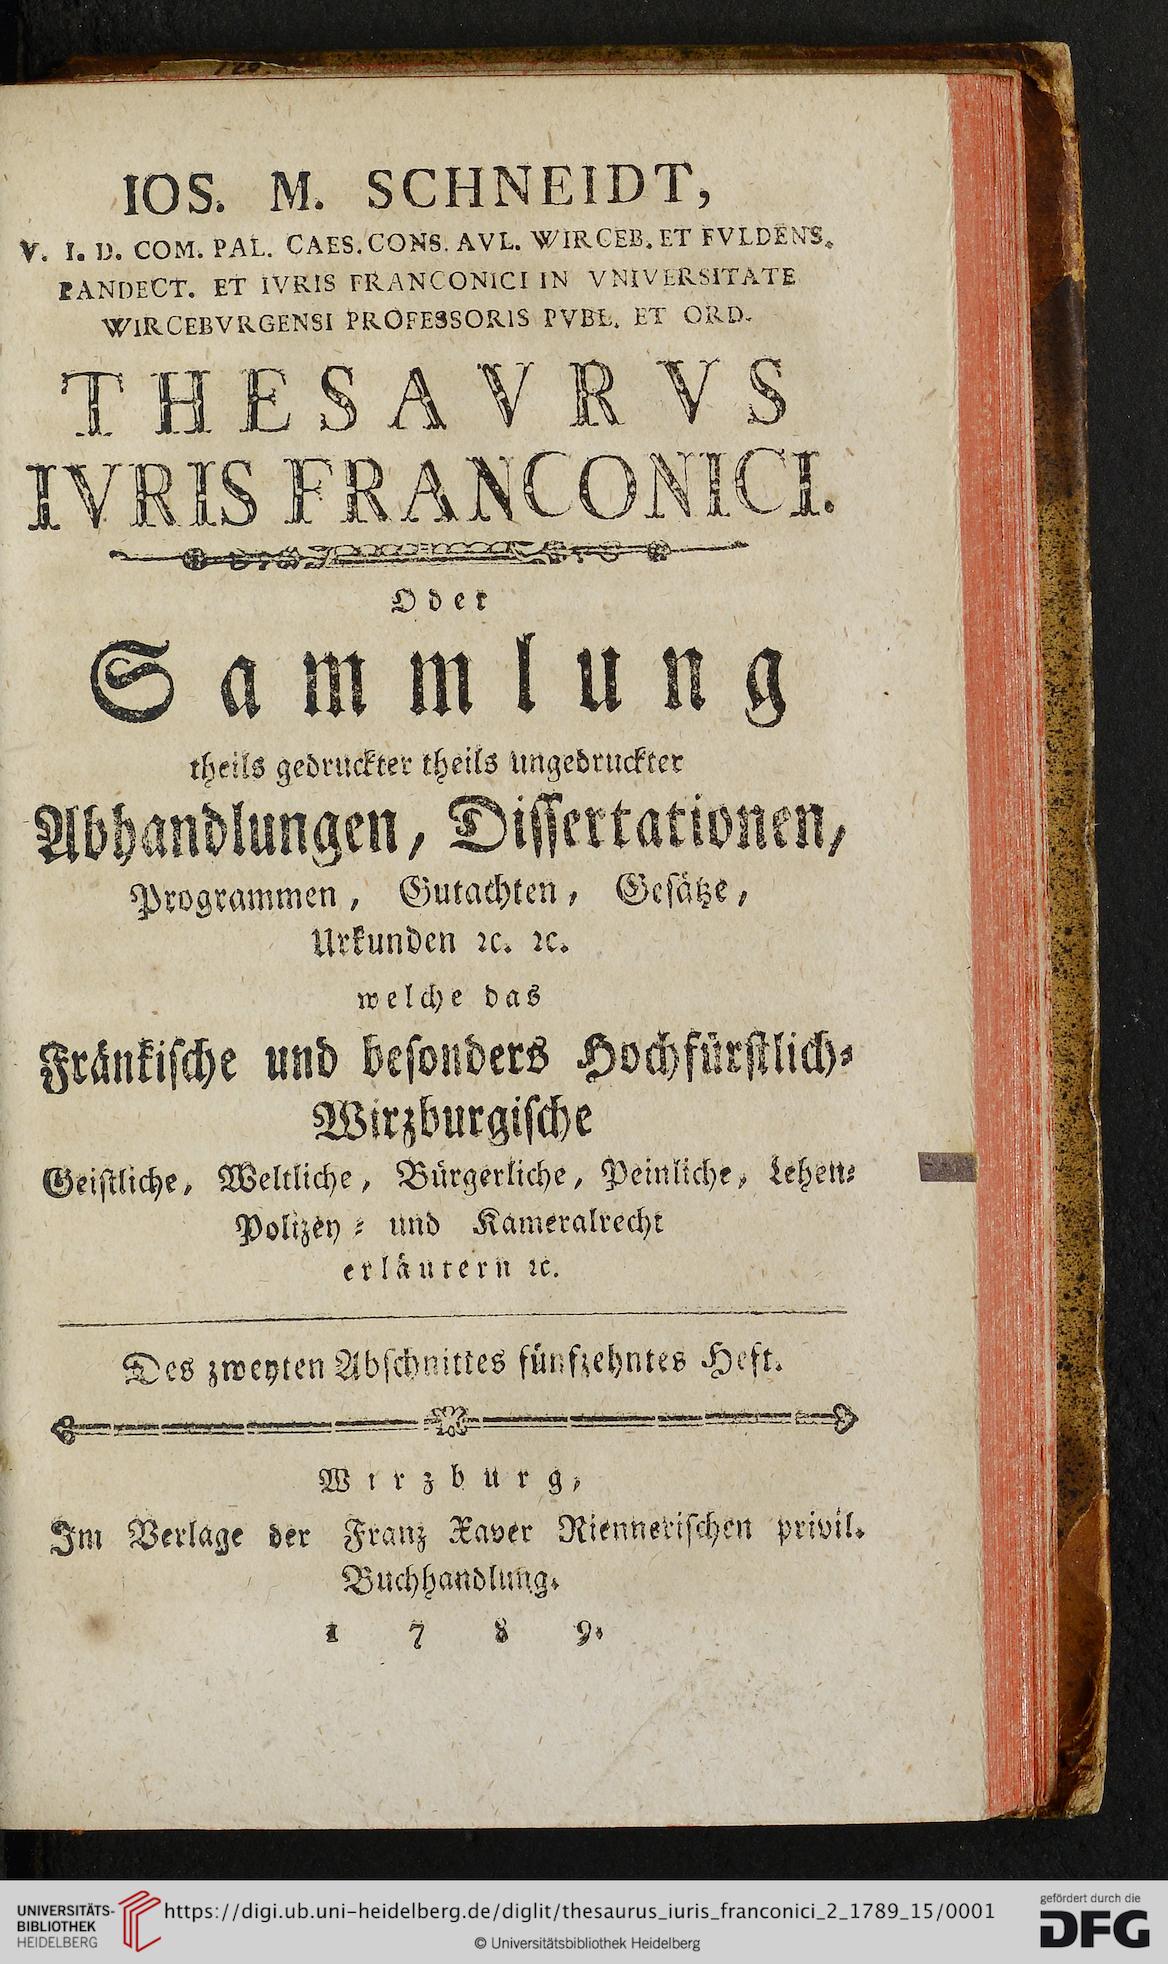 IOS. M. SCHNEIDT,
V. I. D. COM. PAL. CAES. CONS. AVL. WIRCEB. ET FVLDENS.
PANDECT. ET IVRIS FRANCONICI IN VNIVERSITATE
WIRCEBVRGENSI PROFESSORIS PVBL. ET ORD.
THESAVRVS
IVRIS FRANCONICI.
Oder
Sammlung
theils gedruckter theils ungedruckter
Abhandlungen, Dissertationen,
Programmen, Gutachten, Gesätze,
Urkunden ꝛc. ꝛc.
welche das
Fränkische und besonders Hochfürstlich-
Wirzburgische
Geistliche, Weltliche, Bürgerliche, Peinliche, Lehen-
Polizey- und Kameralrecht
erläutern ꝛc.
Des zweyten Abschnittes fünfzehntes Heft.
Wirzburg,
Im Verlage der Franz Xaver Riennerischen privil.
Buchhandlung.
1789.
UNIVERSITÄTS-
BIBLIOTHEK
HEIDELBERG
https://digi.ub.uni-heidelberg.de/diglit/thesaurus_iuris_franconici_2_1789_15/0001
© Universitätsbibliothek Heidelberg
gefördert durch die
DFG